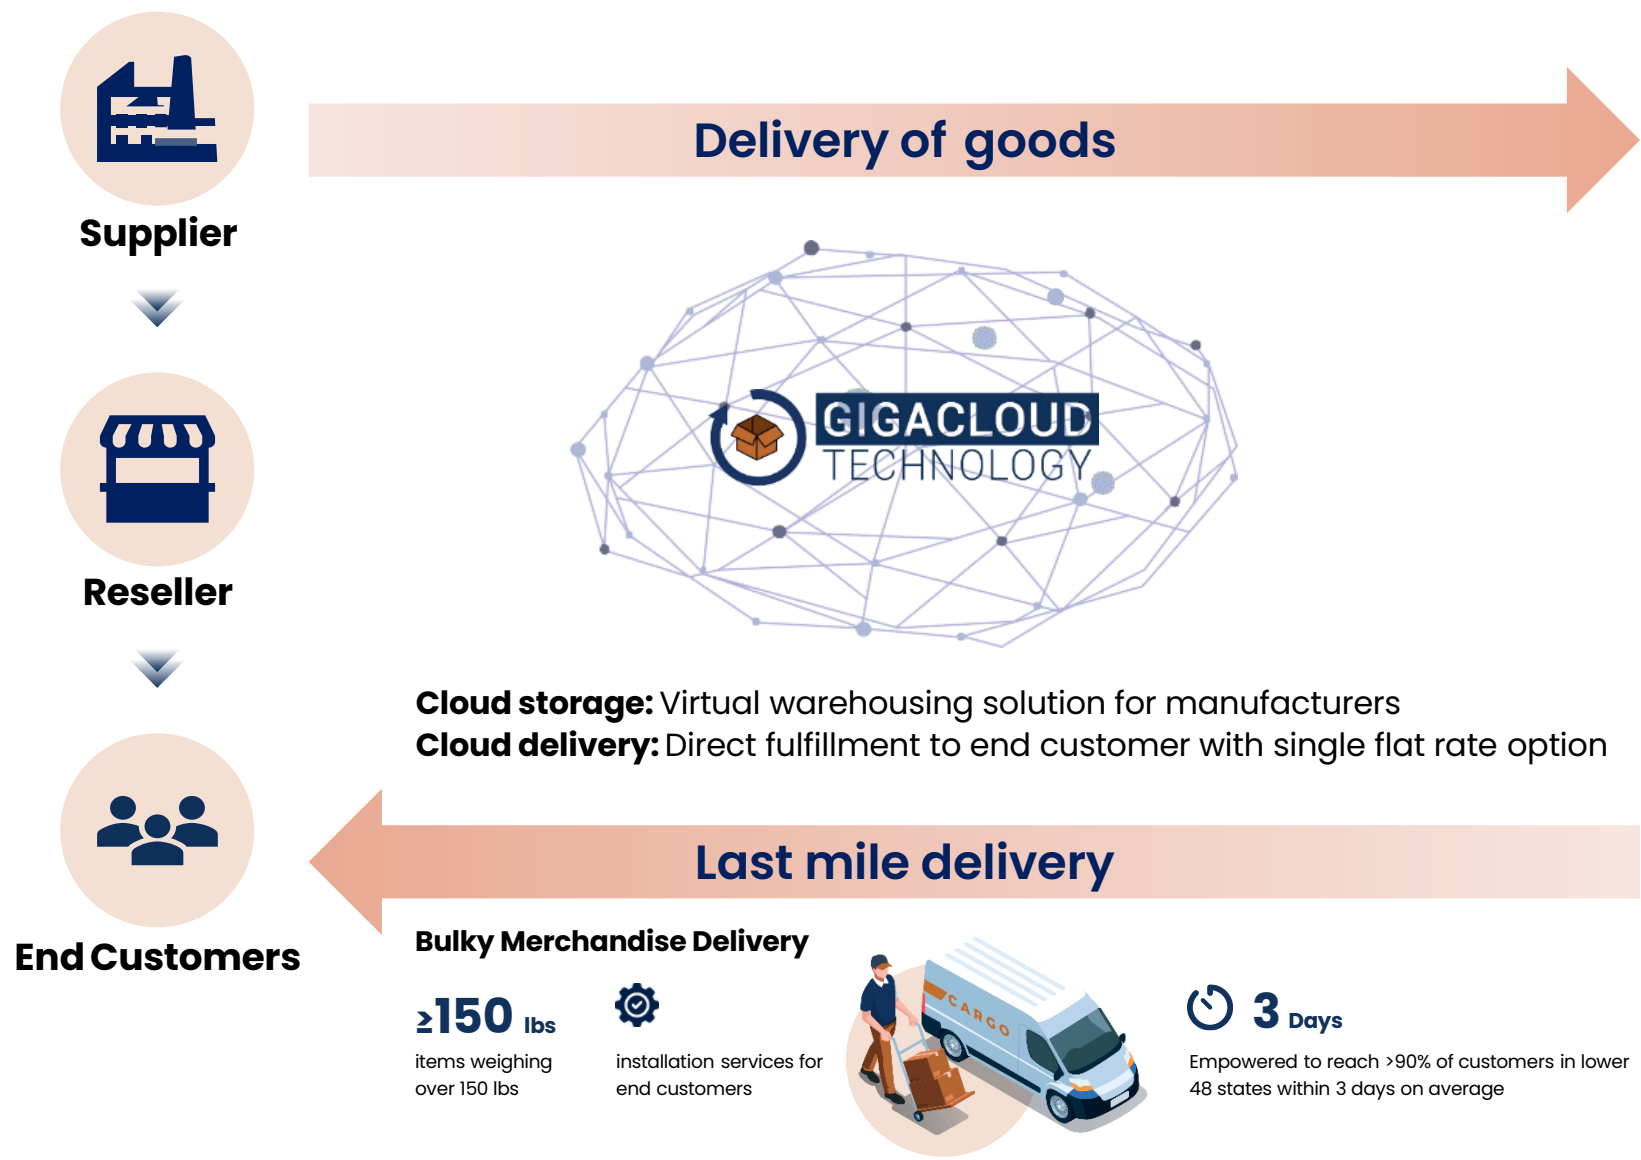 Supplier
Reseller
End Customers
Delivery of goods
GIGACLOUD
TECHNOLOGY
Cloud storage: Virtual warehousing solution for manufacturers
Cloud delivery: Direct fulfillment to end customer with single flat rate option
Last mile delivery
Bulky Merchandise Delivery
≥150 lbs
items weighing
over 150 lbs
installation services for
end customers
CARGO
3 Days
Empowered to reach >90% of customers in lower
48 states within 3 days on average